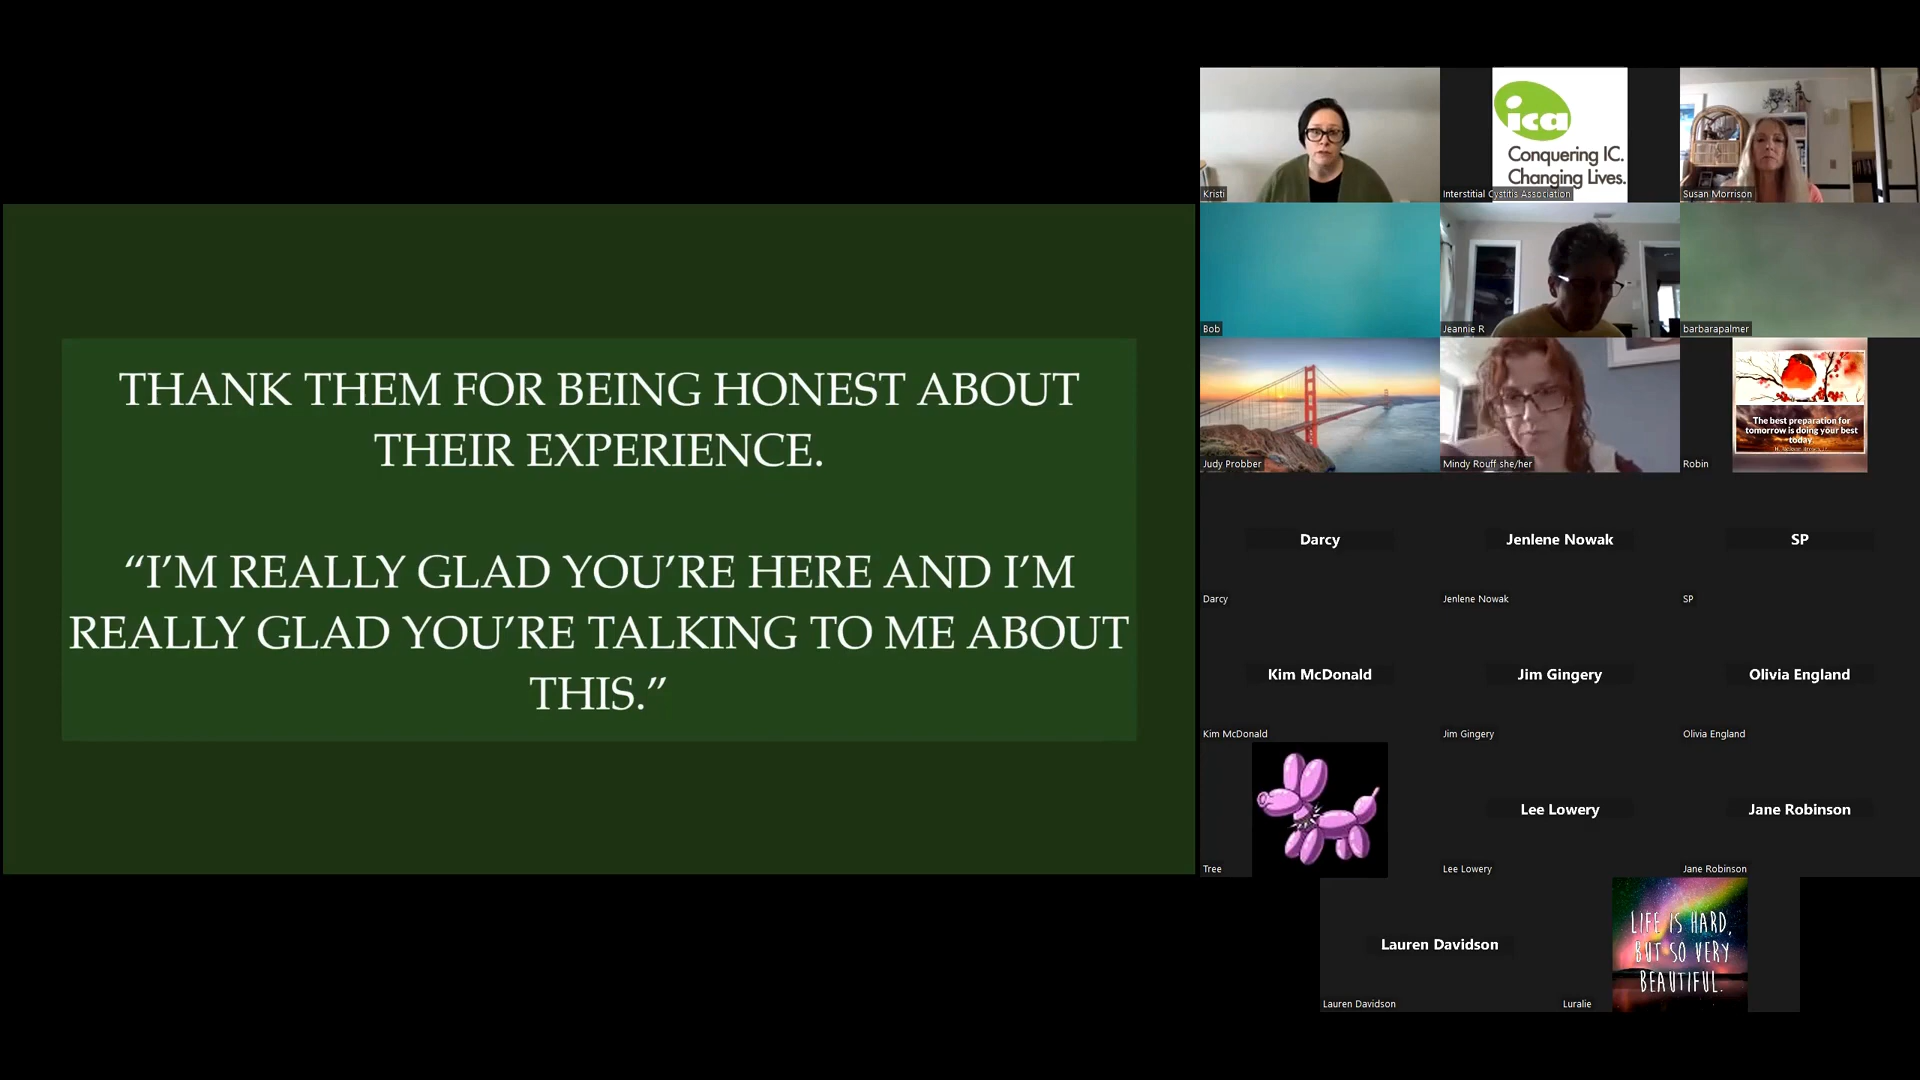 THANK THEM FOR BEING HONEST ABOUT
THEIR EXPERIENCE.
“I’M REALLY GLAD YOU’RE HERE AND I’M
REALLY GLAD YOU’RE TALKING TO ME ABOUT
THIS.”
Kristi
ica
Conquering IC.
Changing Lives.
Interstitial Cystitis Association
Susan Morrison
Bob
Jeannie R
barbarapalmer
Judy Probber
Mindy Rouff she/her
Robin
The best preparation for
tomorrow is doing your best
today.
Darcy
Jenlene Nowak
SP
Darcy
Jenlene Nowak
SP
Kim McDonald
Jim Gingery
Olivia England
Kim McDonald
Jim Gingery
Olivia England
Tree
Lee Lowery
Jane Robinson
Lee Lowery
Jane Robinson
Lauren Davidson
Lauren Davidson
Luralie
LIFE IS HARD,
BUT SO VERY
BEAUTIFUL.